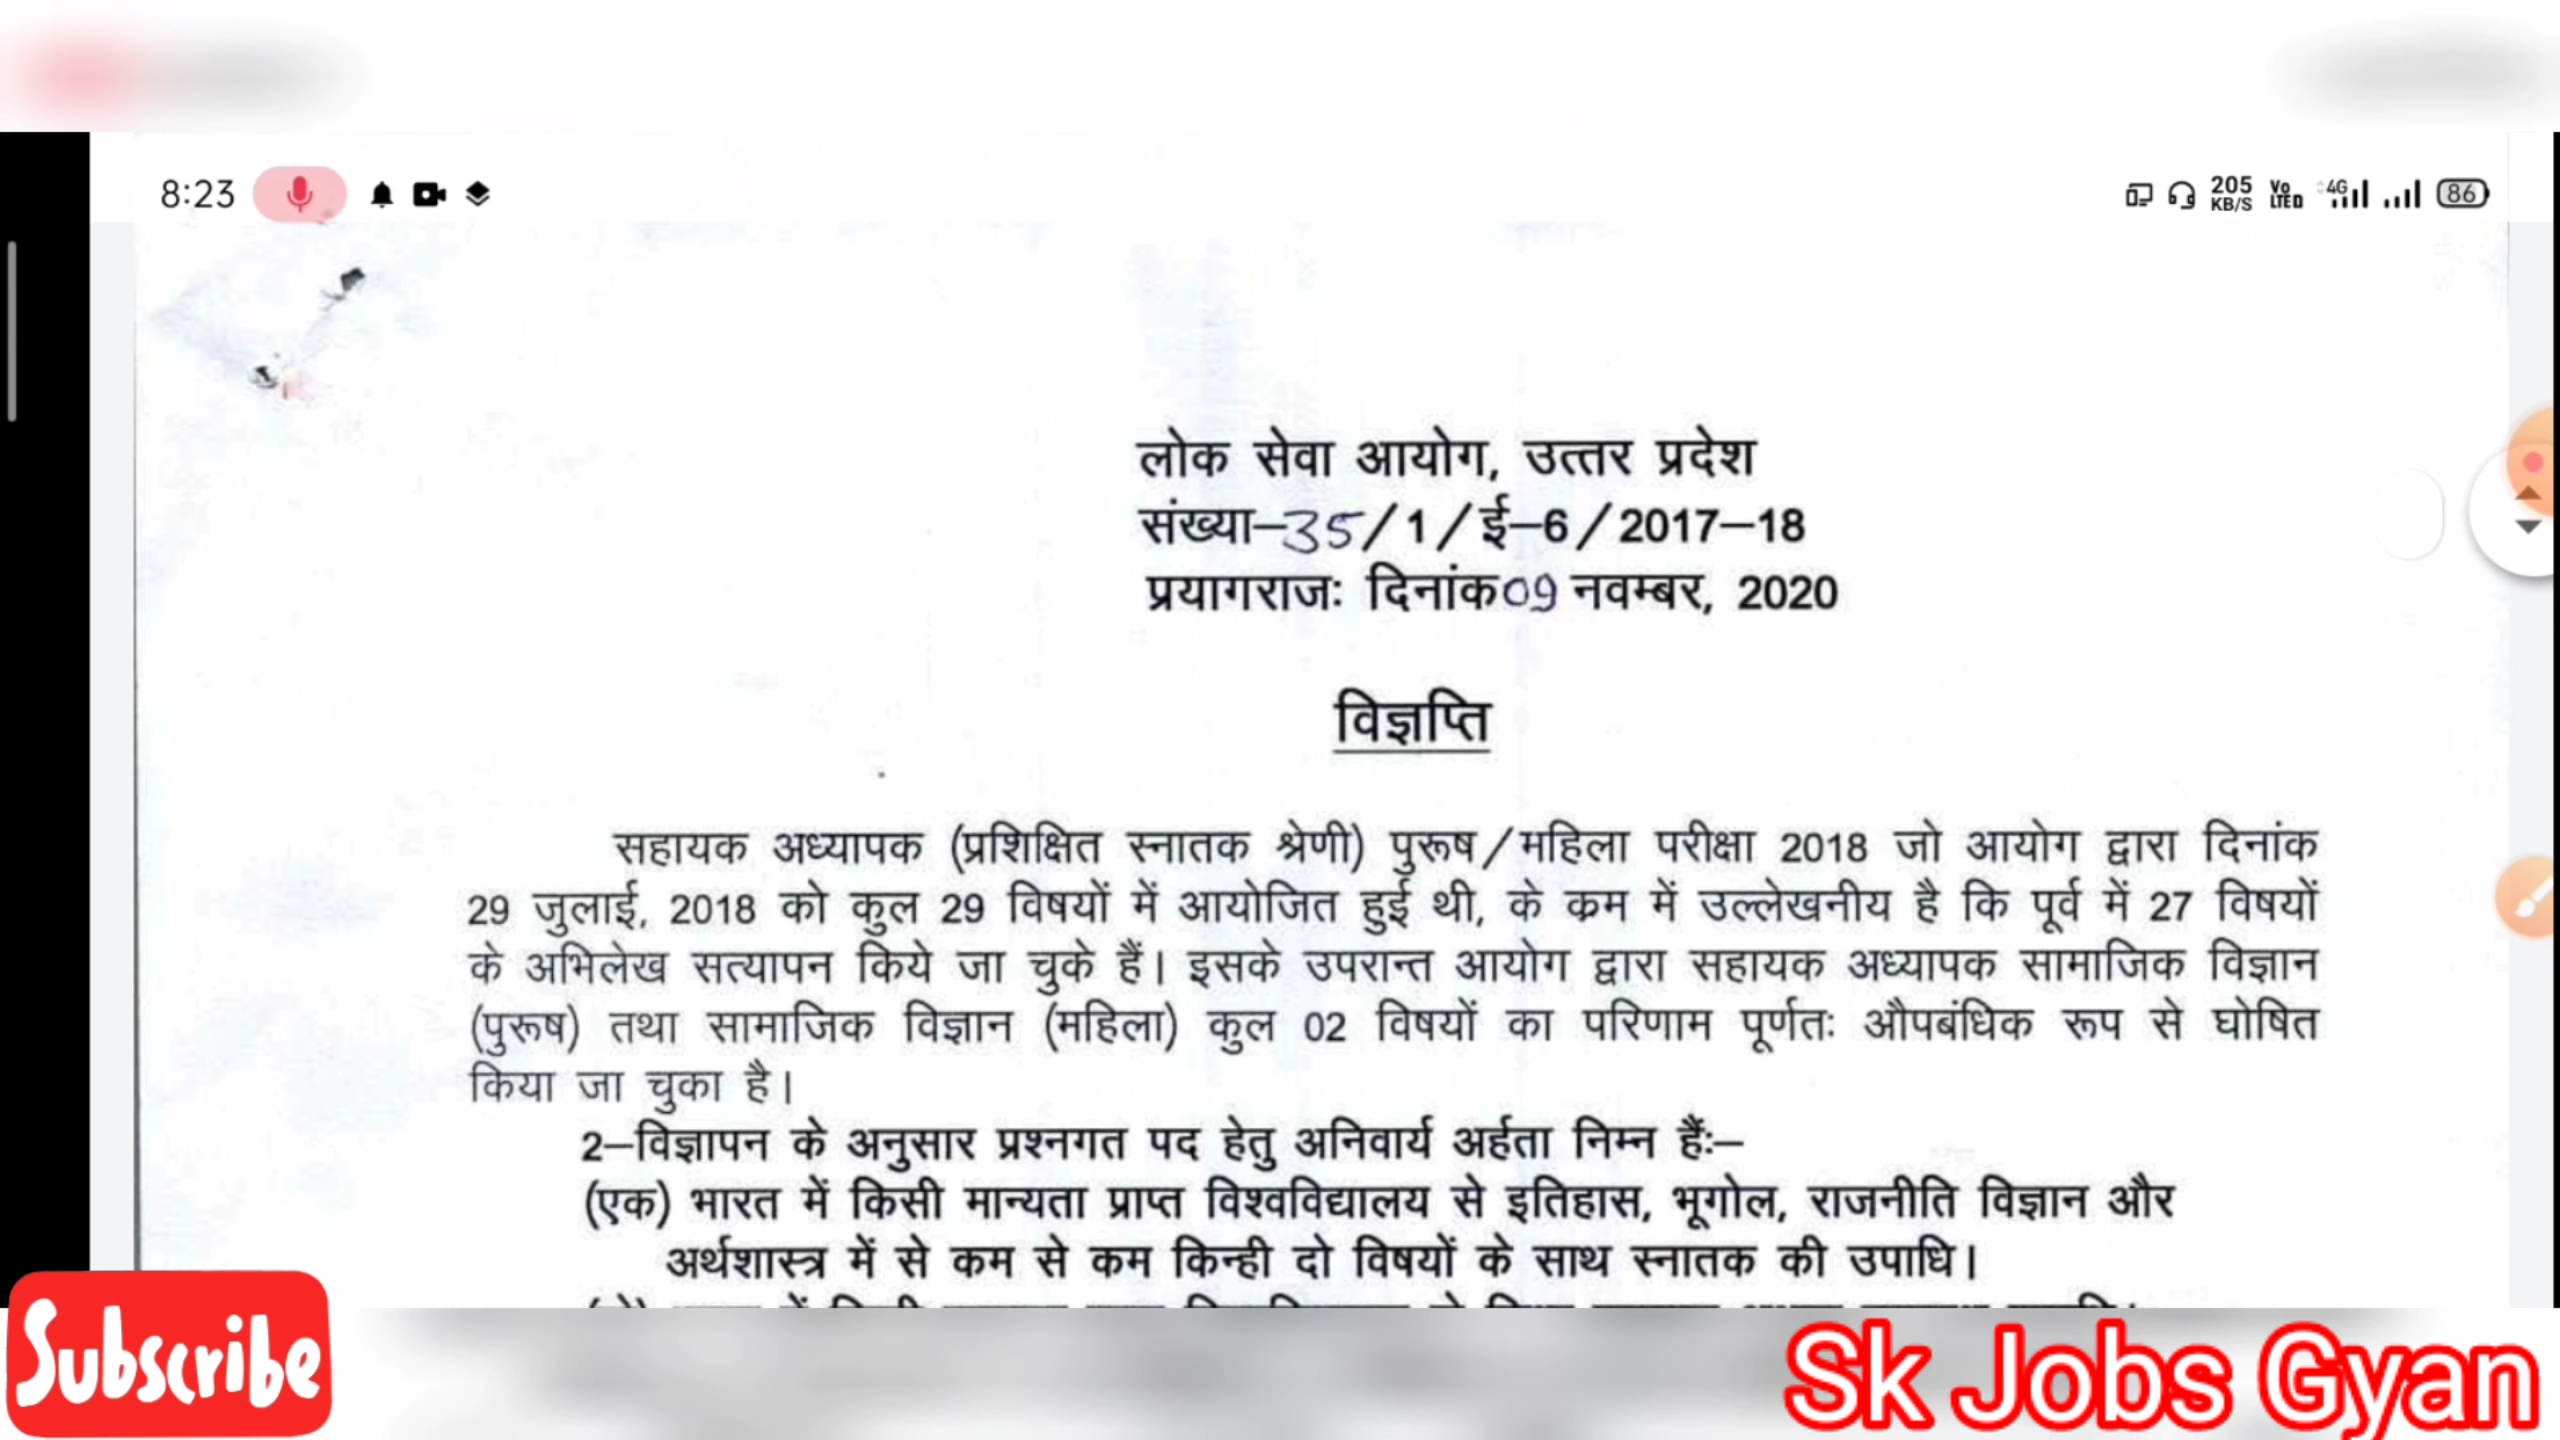 8:23
205
KB/S
Vo
LTE D
4G
86
लोक सेवा आयोग, उत्तर प्रदेश
संख्या–35/1/ई–6/2017–18
प्रयागराजः दिनांक09 नवम्बर, 2020
विज्ञप्ति
सहायक अध्यापक (प्रशिक्षित स्नातक श्रेणी) पुरूष/महिला परीक्षा 2018 जो आयोग द्वारा दिनांक
29 जुलाई, 2018 को कुल 29 विषयों में आयोजित हुई थी, के कम में उल्लेखनीय है कि पूर्व में 27 विषयों
के अभिलेख सत्यापन किये जा चुके हैं। इसके उपरान्त आयोग द्वारा सहायक अध्यापक सामाजिक विज्ञान
(पुरूष) तथा सामाजिक विज्ञान (महिला) कुल 02 विषयों का परिणाम पूर्णतः औपबंधिक रूप से घोषित
किया जा चुका है।
2–विज्ञापन के अनुसार प्रश्नगत पद हेतु अनिवार्य अर्हता निम्न हैंः–
(एक) भारत में किसी मान्यता प्राप्त विश्वविद्यालय से इतिहास, भूगोल, राजनीति विज्ञान और
अर्थशास्त्र में से कम से कम किन्ही दो विषयों के साथ स्नातक की उपाधि।
Subscribe
Sk Jobs Gyan